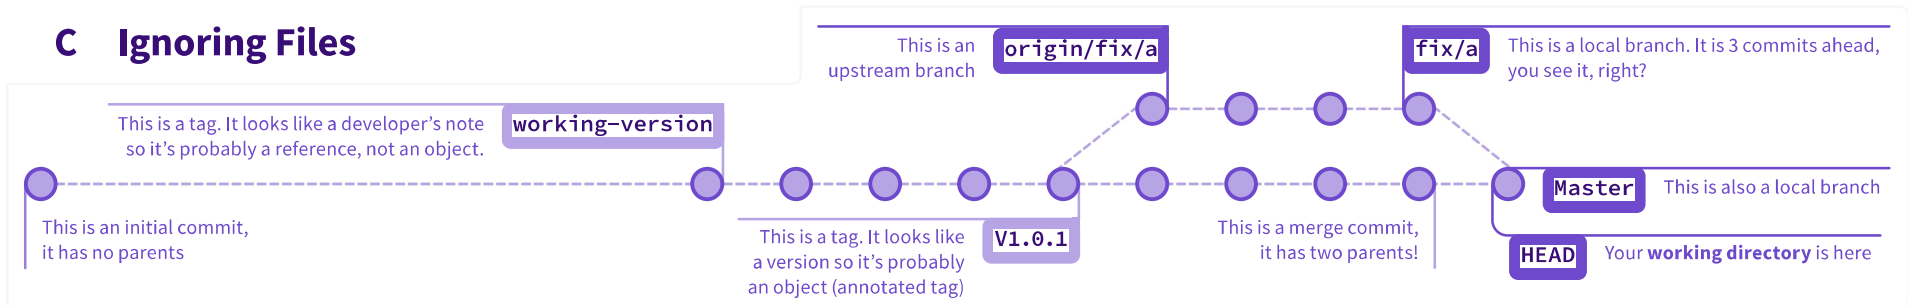 C Ignoring Files
This is an
upstream branch
origin/fix/a
fix/a
This is a local branch. It is 3 commits ahead,
you see it, right?
This is a tag. It looks like a developer's note
so it's probably a reference, not an object.
working-version
This is an initial commit,
it has no parents
This is a tag. It looks like
a version so it's probably
an object (annotated tag)
V1.0.1
This is a merge commit,
it has two parents!
Master
This is also a local branch
HEAD
Your working directory is here